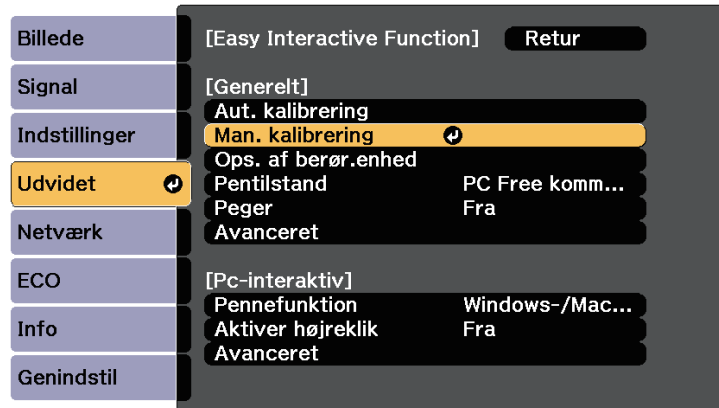 Billede
Signal
Indstillinger
Udvidet
Netværk
ECO
Info
Genindstil
[Easy Interactive Function] Retur
[Generelt]
Aut. kalibrering
Man. kalibrering
Ops. af berør.enhed
Pentilstand PC Free komm...
Peger Fra
Avanceret
[Pc-interaktiv]
Pennefunktion Windows-/Mac...
Aktiver højreklik Fra
Avanceret